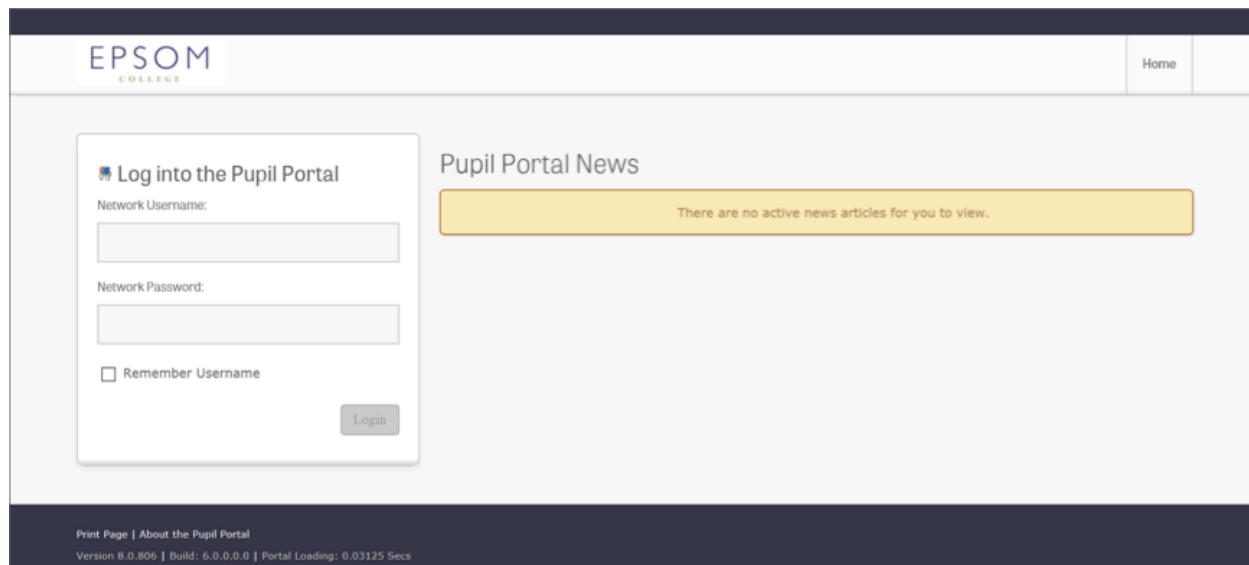 EPSOM
COLLEGE
Home
Log into the Pupil Portal
Network Username:
Network Password:
Remember Username
Login
Pupil Portal News
There are no active news articles for you to view.
Print Page | About the Pupil Portal
Version 8.0.806 | Build: 6.0.0.0.0 | Portal Loading: 0.03125 Secs